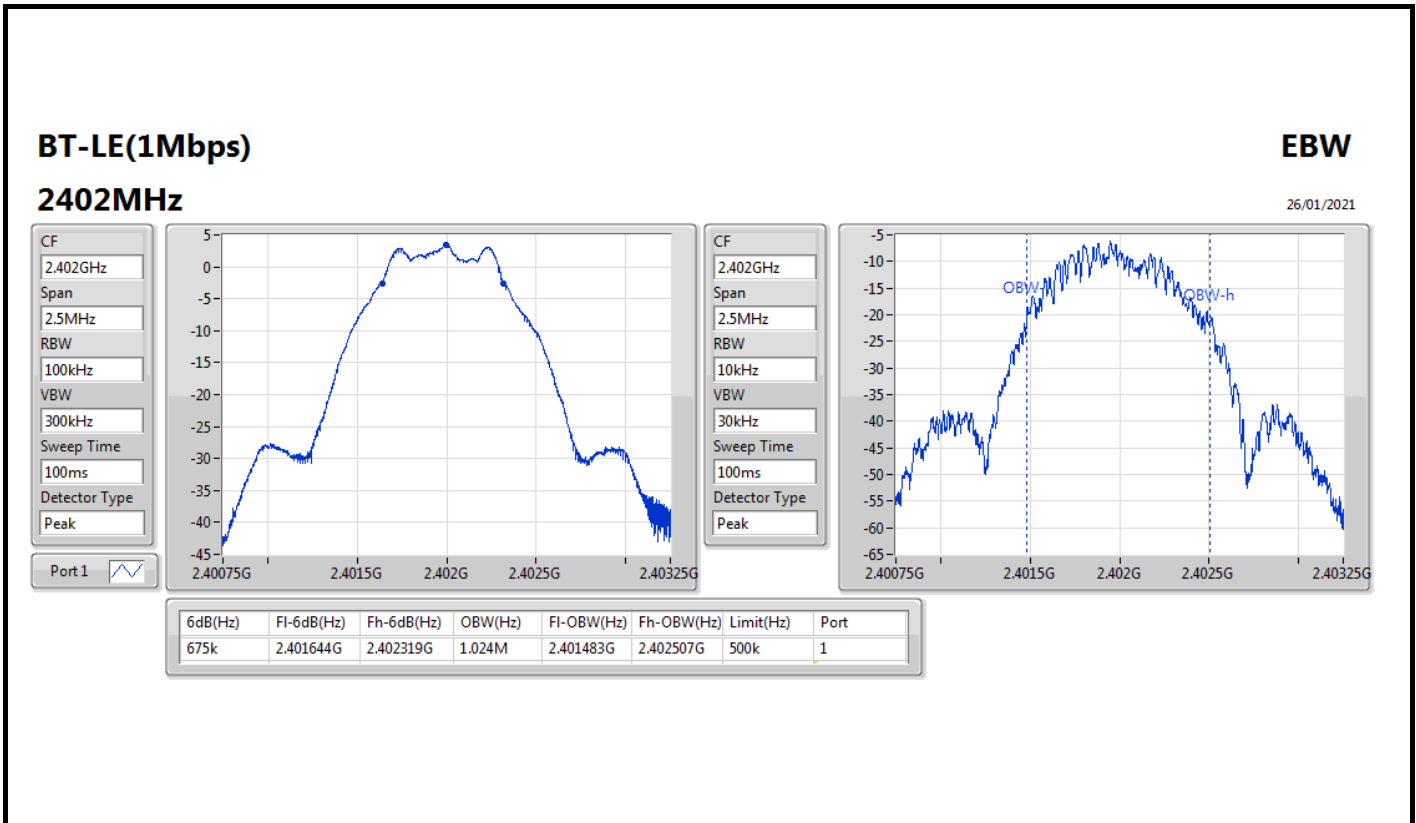 BT-LE(1Mbps)
EBW
2402MHz
26/01/2021
CF
2.402GHz
Span
2.5MHz
RBW
100kHz
VBW
300kHz
Sweep Time
100ms
Detector Type
Peak
Port 1
5
0
-5
-10
-15
-20
-25
-30
-35
-40
-45
2.40075G 2.4015G 2.402G 2.4025G 2.40325G
CF
2.402GHz
Span
2.5MHz
RBW
10kHz
VBW
30kHz
Sweep Time
100ms
Detector Type
Peak
-5
-10
-15
-20
-25
-30
-35
-40
-45
-50
-55
-60
-65
OBW-h
2.40075G 2.4015G 2.402G 2.4025G 2.40325G
6dB(Hz) Fl-6dB(Hz) Fh-6dB(Hz) OBW(Hz) Fl-OBW(Hz) Fh-OBW(Hz) Limit(Hz) Port
675k 2.401644G 2.402319G 1.024M 2.401483G 2.402507G 500k 1